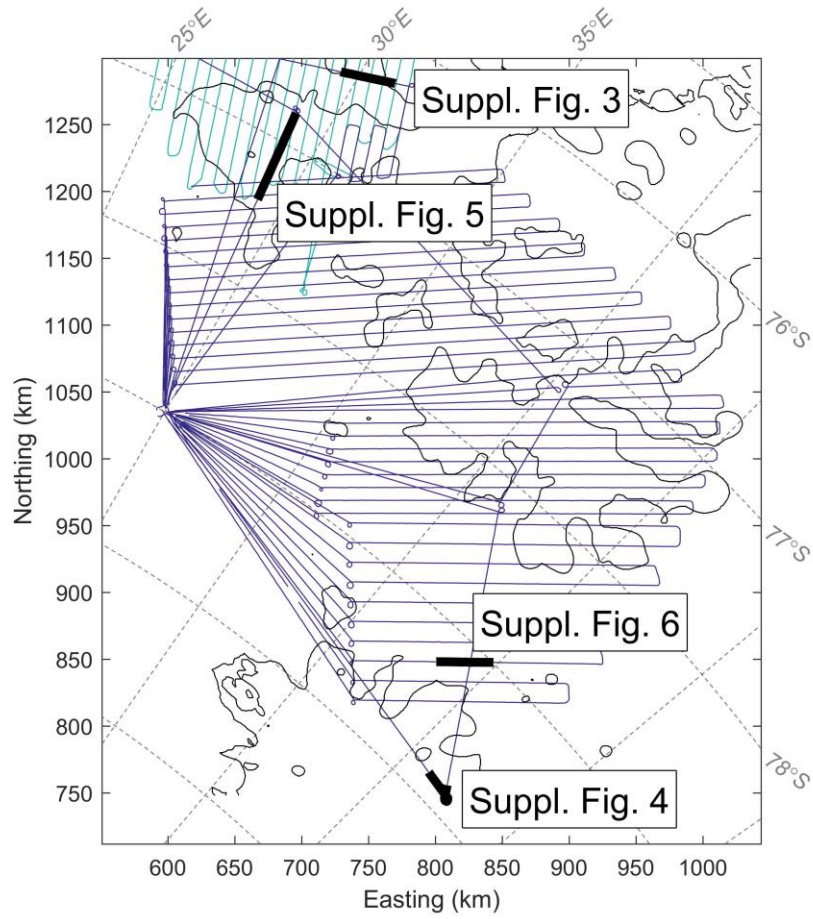 25°E
30°E
35°E
Suppl. Fig. 3
1250
1200
Suppl. Fig. 5
1150
1100
76°S
1050
Northing (km)
1000
950
77°S
900
Suppl. Fig. 6
850
800
78°S
750
Suppl. Fig. 4
600 650 700 750 800 850 900 950 1000
Easting (km)